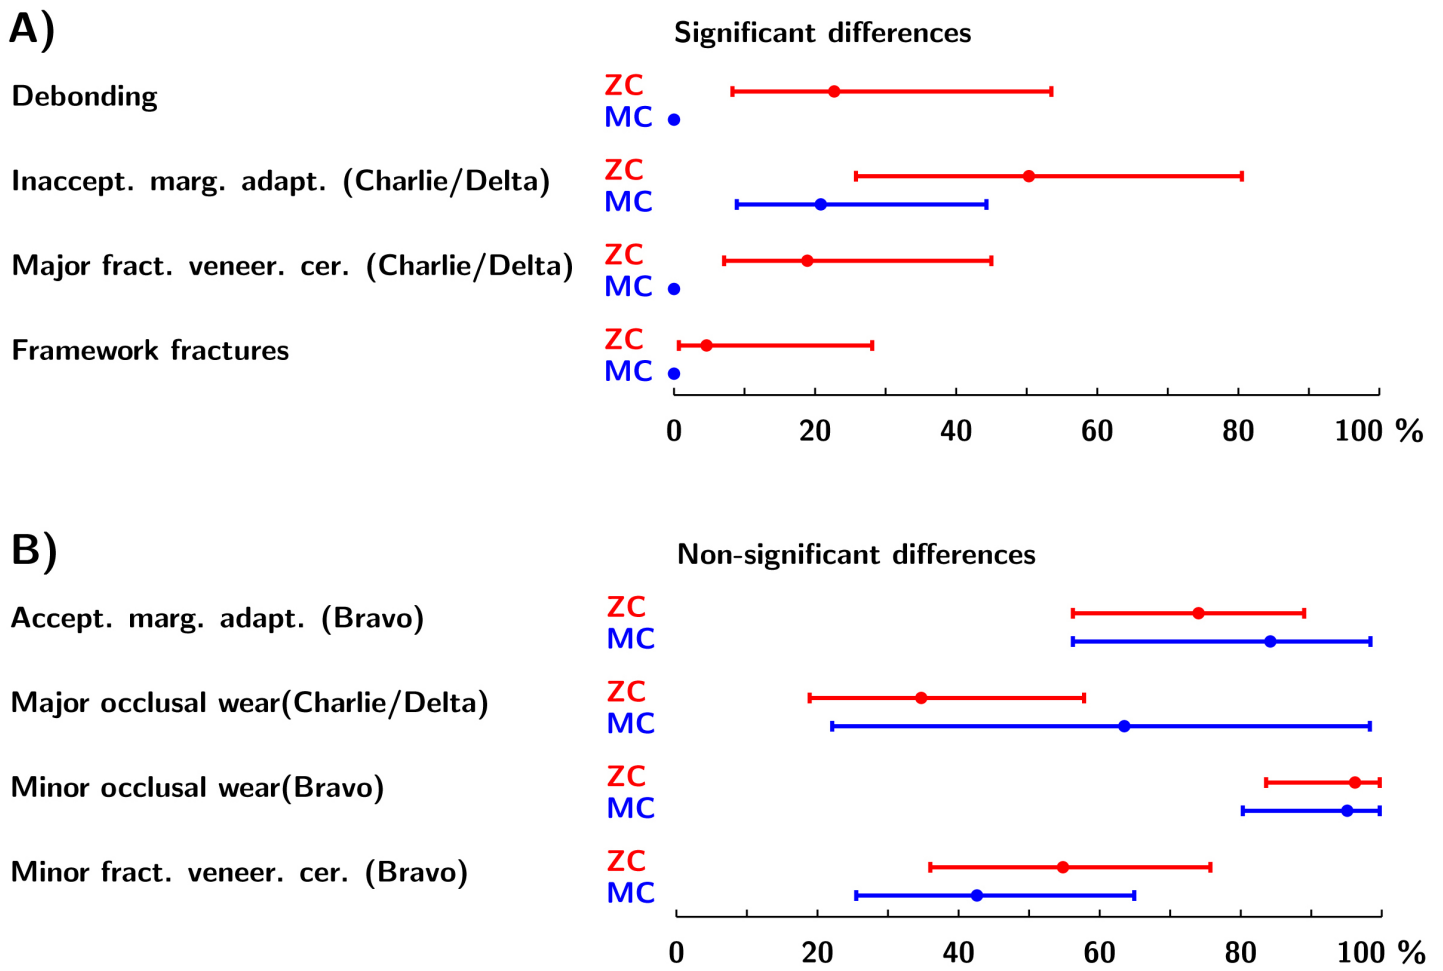 A)
Significant differences
Debonding
ZC
MC
Inaccept. marg. adapt. (Charlie/Delta)
ZC
MC
Major fract. veneer. cer. (Charlie/Delta)
ZC
MC
Framework fractures
ZC
MC
0 20 40 60 80 100 %
B)
Non-significant differences
Accept. marg. adapt. (Bravo)
ZC
MC
Major occlusal wear(Charlie/Delta)
ZC
MC
Minor occlusal wear(Bravo)
ZC
MC
Minor fract. veneer. cer. (Bravo)
ZC
MC
0 20 40 60 80 100 %